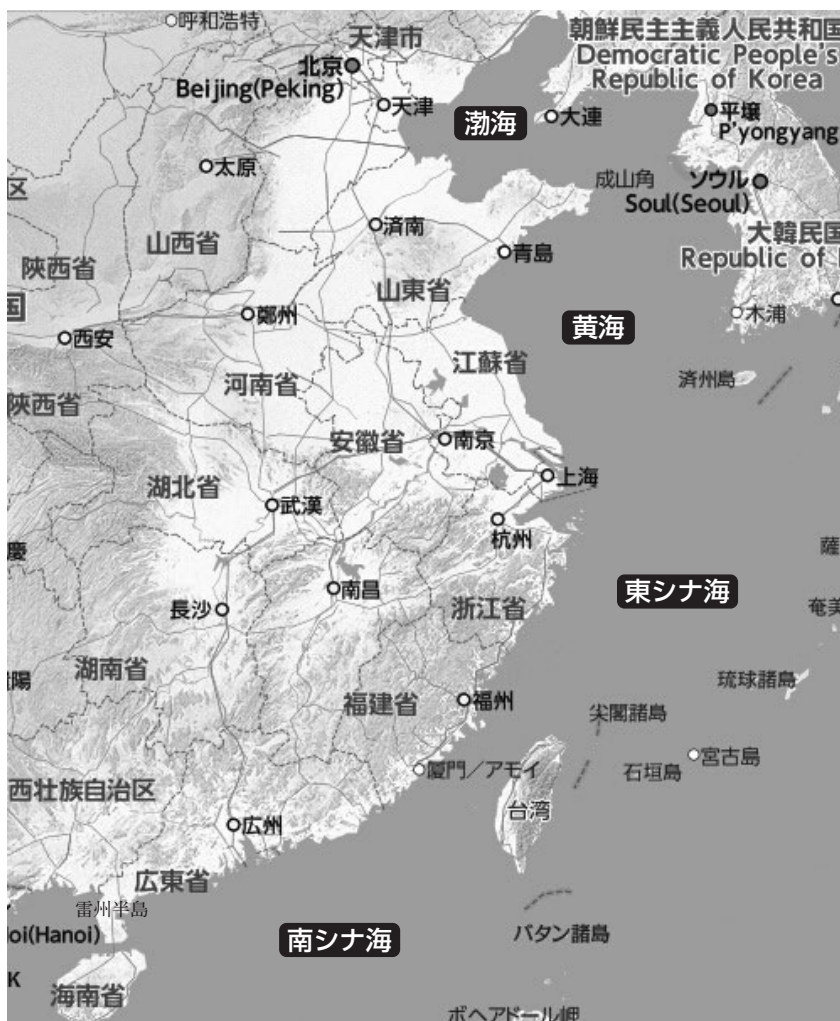 呼和浩特
天津市
朝鮮民主主義人民共和国
Democratic People's
Republic of Korea
北京
Beijing(Peking)
天津
渤海
大連
平壌
P'yongyang
太原
成山角
ソウル
Soul(Seoul)
区
済南
大韓民国
Republic of
山西省
青島
陝西省
山東省
国
鄭州
黄海
木浦
西安
江蘇省
済州島
河南省
陝西省
安徽省
南京
湖北省
上海
武漢
杭州
慶
薩
南昌
東シナ海
長沙
浙江省
奄美
湖南省
陽
琉球諸島
福建省
福州
尖閣諸島
宮古島
厦門/アモイ
石垣島
西壮族自治区
台湾
広州
広東省
雷州半島
oi(Hanoi)
南シナ海
バタン諸島
K
海南省
ボヘアドール岬